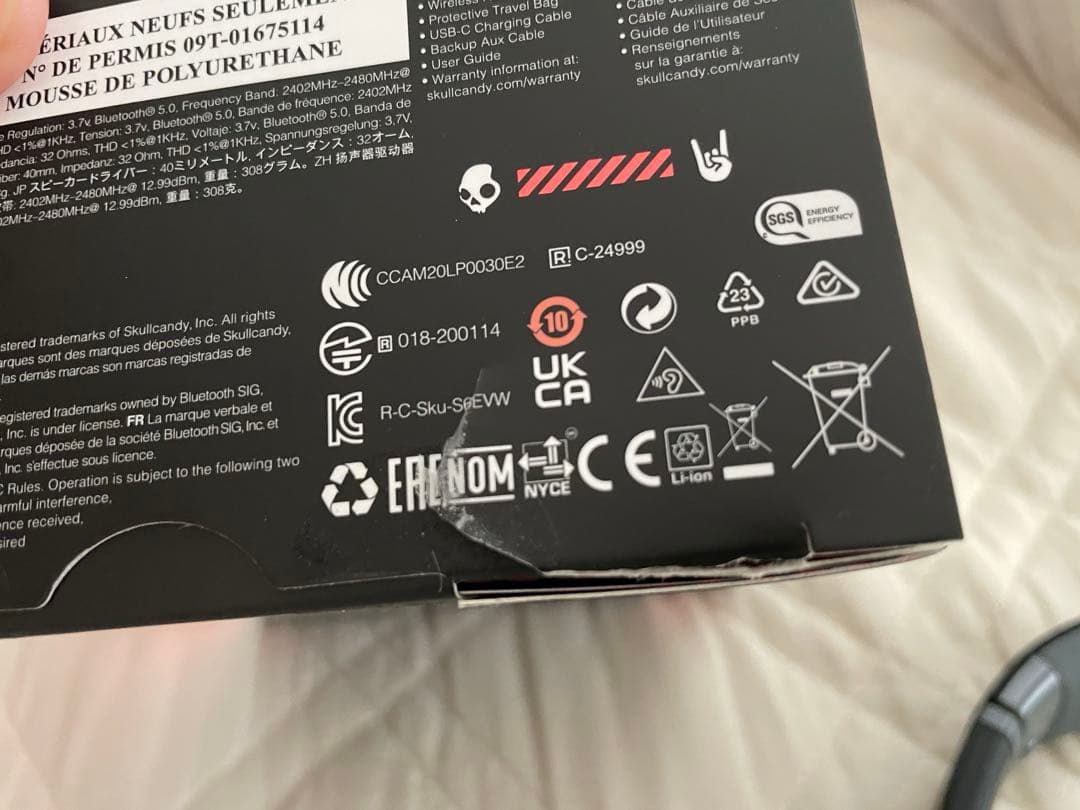 ÉRIAUX NEUFS SEULEMEN
N° DE PERMIS 09T-01675114
MOUSSE DE POLYURETHANE
Regulation: 3.7v, Bluetooth® 5.0, Frequency Band: 2402MHz–2480MHz@
THD <1%@1KHz, Tension: 3.7v, Bluetooth® 5.0, Bande de fréquence: 2402MHz
32 Ohms, THD <1%@1KHz, Voltaje: 3.7v, Bluetooth® 5.0, Banda de
40mm, Impedanz: 32 Ohm, THD <1%@1KHz, Spannungsregelung: 3,7V,
JP スピーカードライバー：40ミリメートル, インピーダンス：32オーム,
2402MHz–2480MHz@ 12.99dBm, 重量：308グラム。ZH 扬声器驱动器
02MHz–2480MHz@ 12.99dBm, 重量：308克。
• Wireless
• Protective Travel Bag
• USB-C Charging Cable
• Backup Aux Cable
• User Guide
• Warranty information at:
skullcandy.com/warranty
• Câble de
• Câble Auxiliaire de Sec
• Guide de l'Utilisateur
• Renseignements
sur la garantie à:
skullcandy.com/warranty
SGS ENERGY
EFFICIENCY
CCAM20LP0030E2
R! C-24999
R 018-200114
10
23
PPB
UK
CA
R-C-Sku-S6EVW
EAC
NOM
NYCE
CE
Li-ion
stered trademarks of Skullcandy, Inc. All rights
arques sont des marques déposées de Skullcandy,
las demás marcas son marcas registradas de
egistered trademarks owned by Bluetooth SIG,
, Inc. is under license. FR La marque verbale et
rques déposée de la société Bluetooth SIG, Inc. et
Inc. s'effectue sous licence.
C Rules. Operation is subject to the following two
armful interference,
ence received,
sired